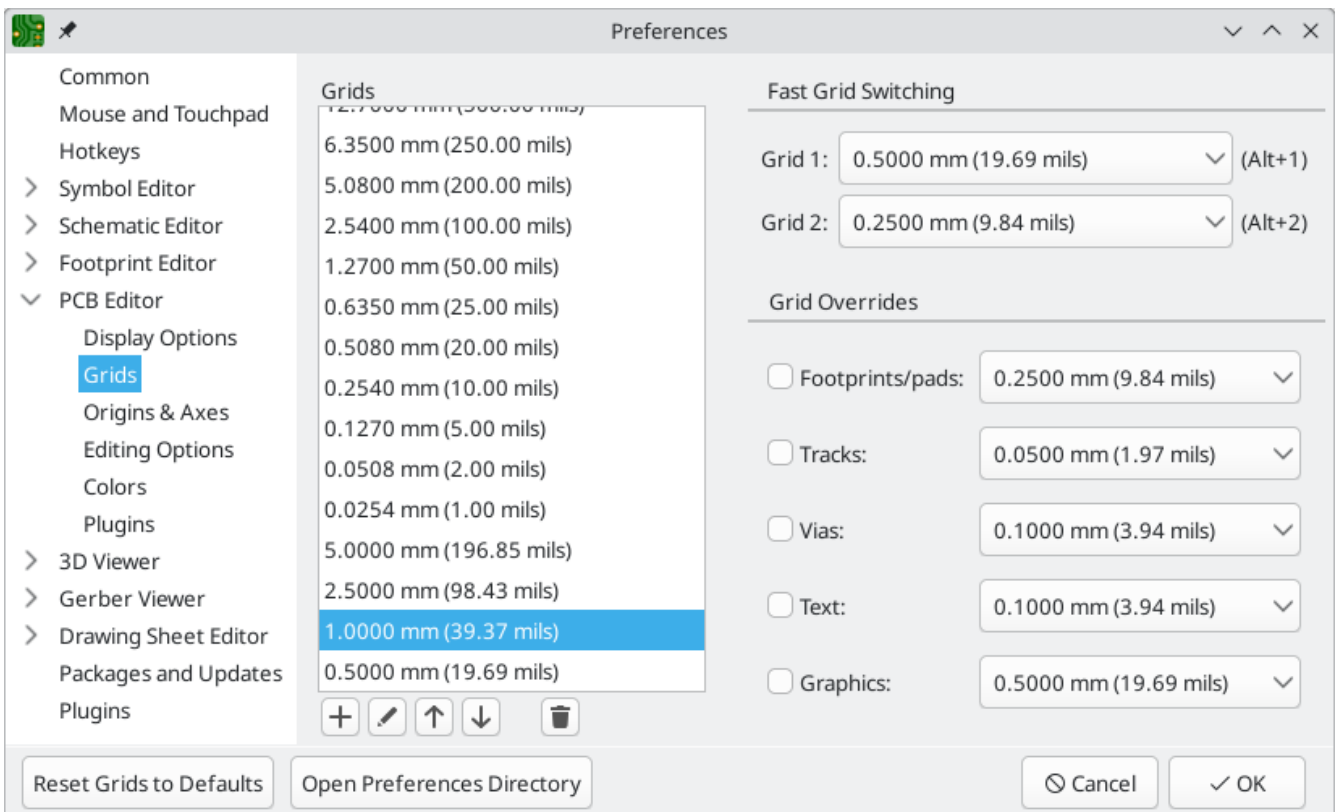 Preferences
Common
Mouse and Touchpad
Hotkeys
Symbol Editor
Schematic Editor
Footprint Editor
PCB Editor
Display Options
Grids
Origins & Axes
Editing Options
Colors
Plugins
3D Viewer
Gerber Viewer
Drawing Sheet Editor
Packages and Updates
Plugins
Grids
12.7000 mm (500.00 mils)
6.3500 mm (250.00 mils)
5.0800 mm (200.00 mils)
2.5400 mm (100.00 mils)
1.2700 mm (50.00 mils)
0.6350 mm (25.00 mils)
0.5080 mm (20.00 mils)
0.2540 mm (10.00 mils)
0.1270 mm (5.00 mils)
0.0508 mm (2.00 mils)
0.0254 mm (1.00 mils)
5.0000 mm (196.85 mils)
2.5000 mm (98.43 mils)
1.0000 mm (39.37 mils)
0.5000 mm (19.69 mils)
Fast Grid Switching
Grid 1: 0.5000 mm (19.69 mils) (Alt+1)
Grid 2: 0.2500 mm (9.84 mils) (Alt+2)
Grid Overrides
Footprints/pads: 0.2500 mm (9.84 mils)
Tracks: 0.0500 mm (1.97 mils)
Vias: 0.1000 mm (3.94 mils)
Text: 0.1000 mm (3.94 mils)
Graphics: 0.5000 mm (19.69 mils)
Reset Grids to Defaults
Open Preferences Directory
Cancel
OK